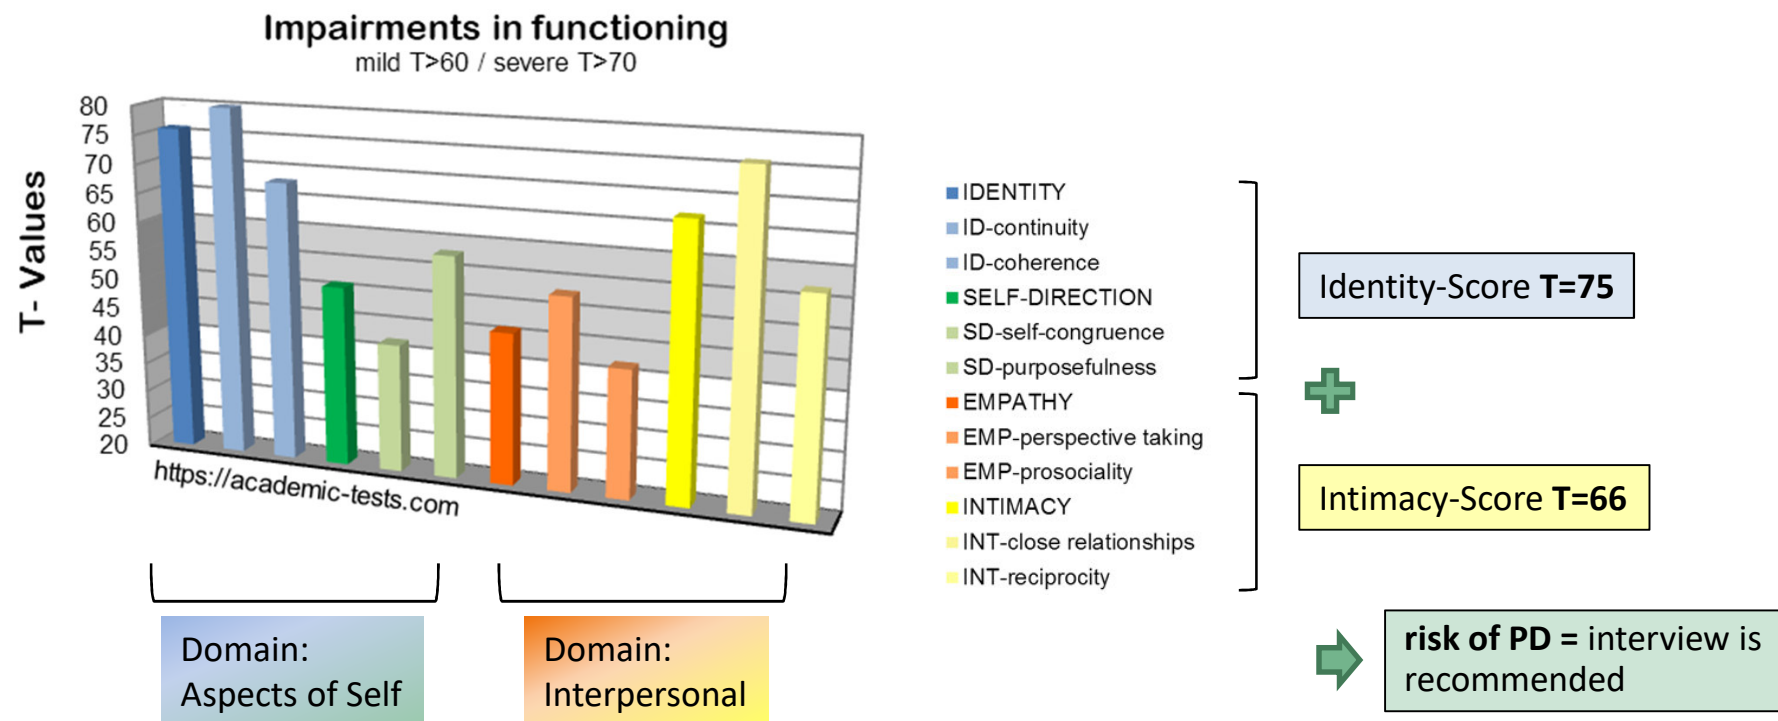 Impairments in functioning
mild T>60 / severe T>70
T- Values
80
75
70
65
60
55
50
45
40
35
30
25
20
https://academic-tests.com
IDENTITY
ID-continuity
ID-coherence
SELF-DIRECTION
SD-self-congruence
SD-purposefulness
EMPATHY
EMP-perspective taking
EMP-prosociality
INTIMACY
INT-close relationships
INT-reciprocity
Identity-Score T=75
Intimacy-Score T=66
risk of PD = interview is
recommended
Domain:
Aspects of Self
Domain:
Interpersonal